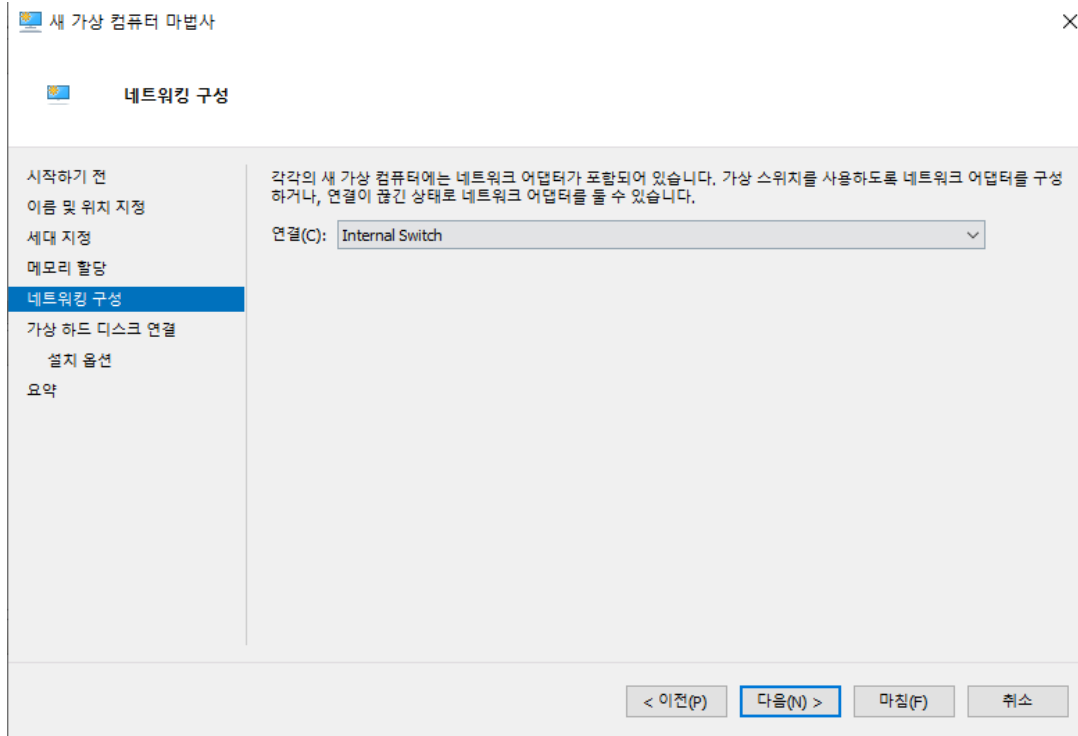 새 가상 컴퓨터 마법사
네트워킹 구성
시작하기 전
이름 및 위치 지정
세대 지정
메모리 할당
네트워킹 구성
가상 하드 디스크 연결
설치 옵션
요약
각각의 새 가상 컴퓨터에는 네트워크 어댑터가 포함되어 있습니다. 가상 스위치를 사용하도록 네트워크 어댑터를 구성
하거나, 연결이 끊긴 상태로 네트워크 어댑터를 둘 수 있습니다.
연결(C): Internal Switch
< 이전(P) 다음(N) > 마침(F) 취소